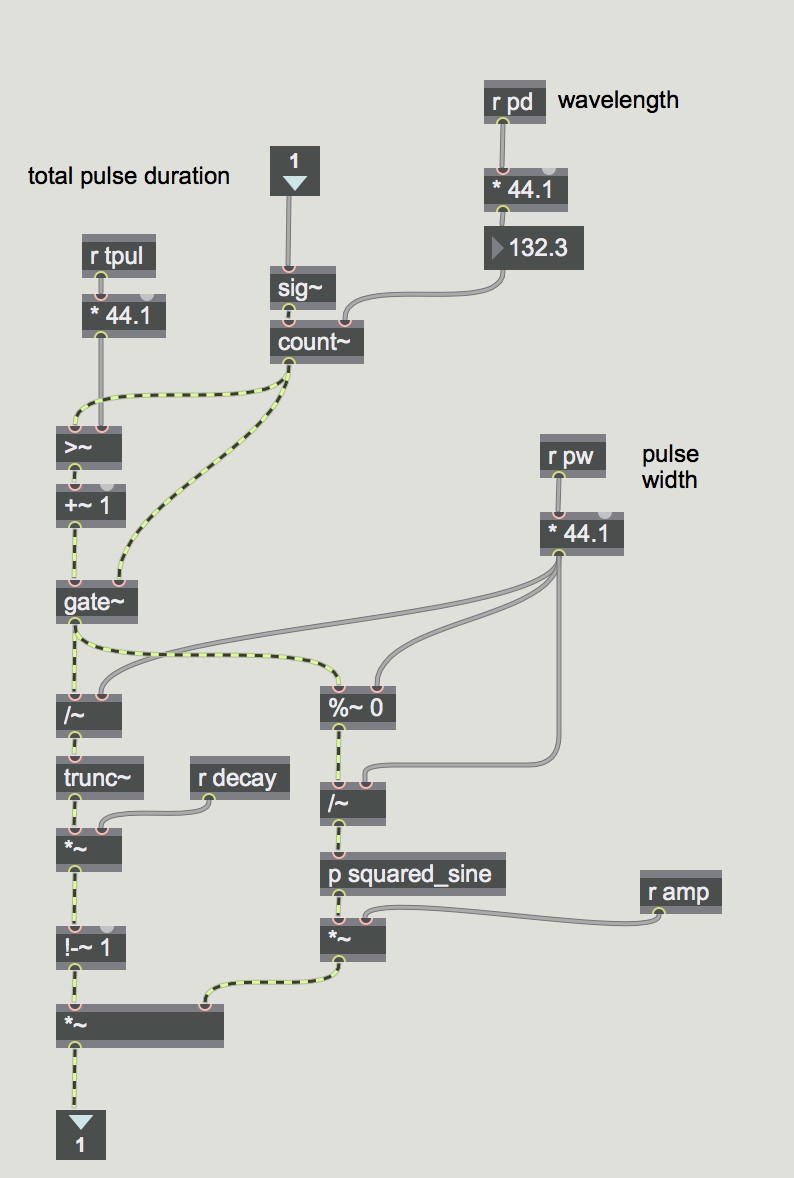 r pd
wavelength
* 44.1
132.3
1
total pulse duration
r tpul
* 44.1
sig~
count~
>~
+~ 1
gate~
r pw
pulse
width
* 44.1
/~
%~ 0
trunc~
r decay
/~
*~
p squared_sine
r amp
*~
!-~ 1
*~
1